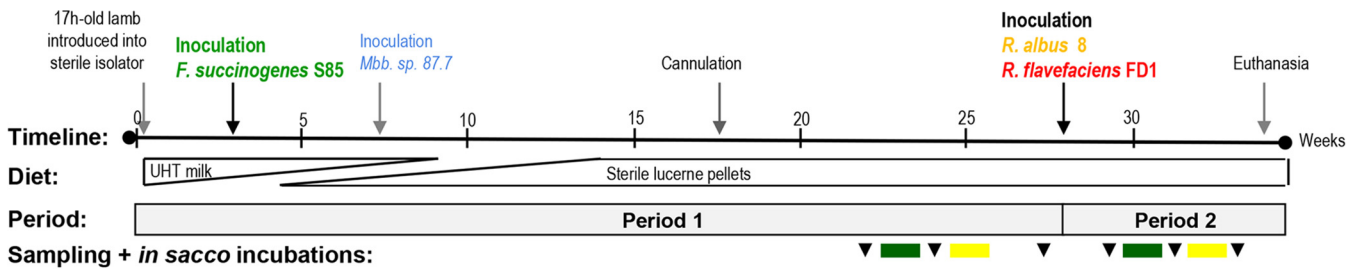 17h-old lamb
introduced into
sterile isolator
Inoculation
F. succinogenes S85
Inoculation
Mbb. sp. 87.7
Cannulation
Inoculation
R. albus 8
R. flavefaciens FD1
Euthanasia
Timeline:
0 5 10 15 20 25 30
Weeks
Diet:
UHT milk
Sterile lucerne pellets
Period:
Period 1
Period 2
Sampling + in sacco incubations: